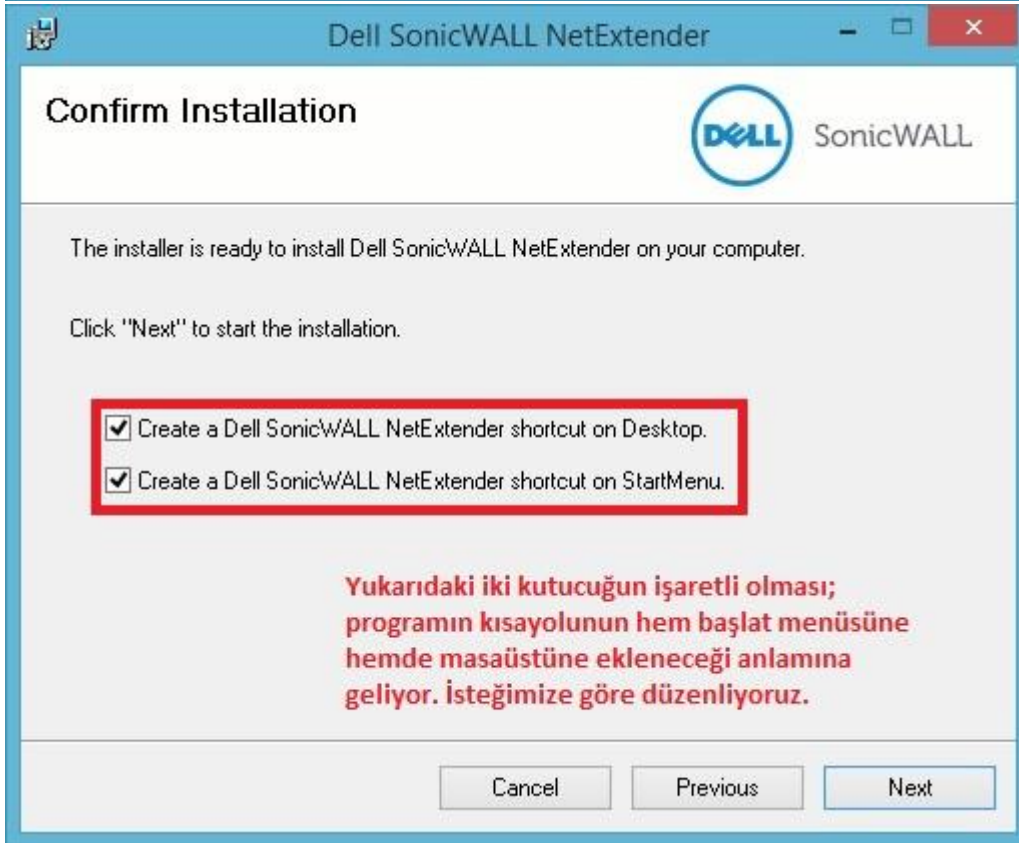 Dell SonicWALL NetExtender
Confirm Installation
DELL SonicWALL
The installer is ready to install Dell SonicWALL NetExtender on your computer.
Click "Next" to start the installation.
Create a Dell SonicWALL NetExtender shortcut on Desktop.
Create a Dell SonicWALL NetExtender shortcut on StartMenu.
Yukarıdaki iki kutucuğun işaretli olması;
programın kısayolunun hem başlat menüsüne
hemde masaüstüne ekleneceği anlamına
geliyor. İsteğimize göre düzenliyoruz.
Cancel Previous Next